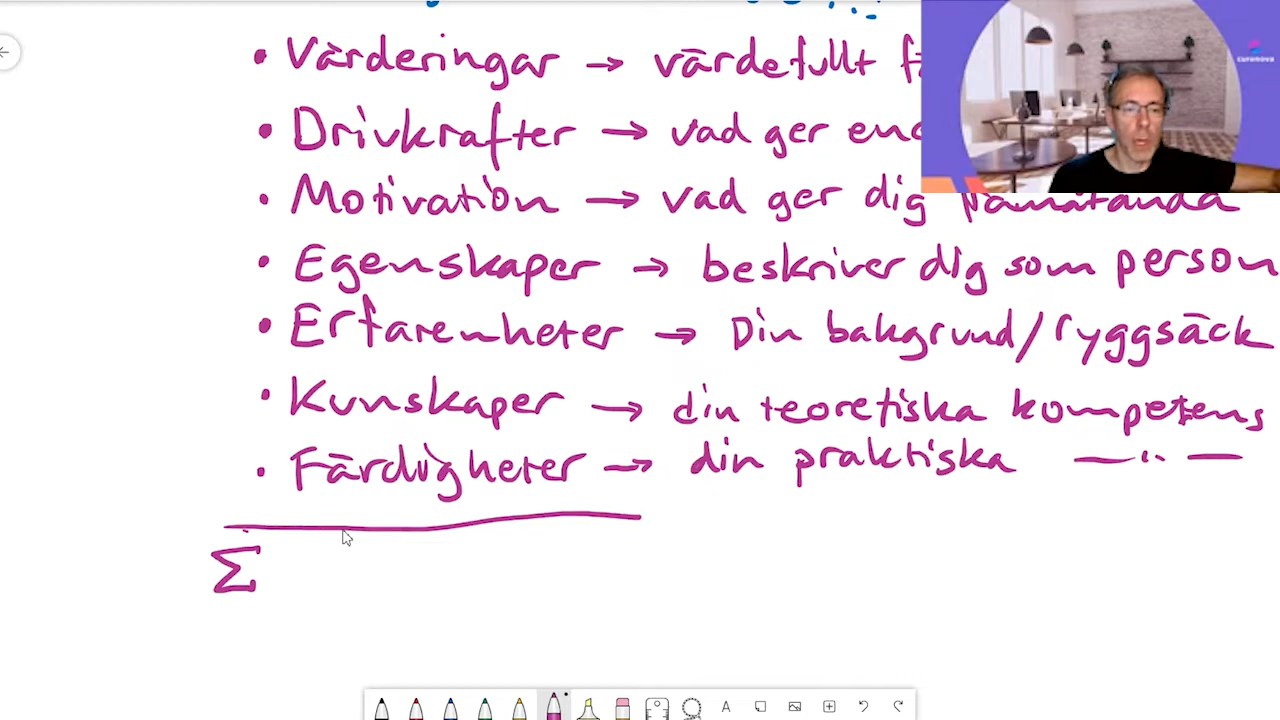 • Värderingar → värdefullt f
• Drivkrafter → vad ger en
• Motivation → vad ger dig framåtanda
• Egenskaper → beskriver dig som person
• Erfarenheter → Din bakgrund/ryggsäck
• Kunskaper → din teoretiska kompetens
• Färdigheter → din praktiska —〃—
Σ